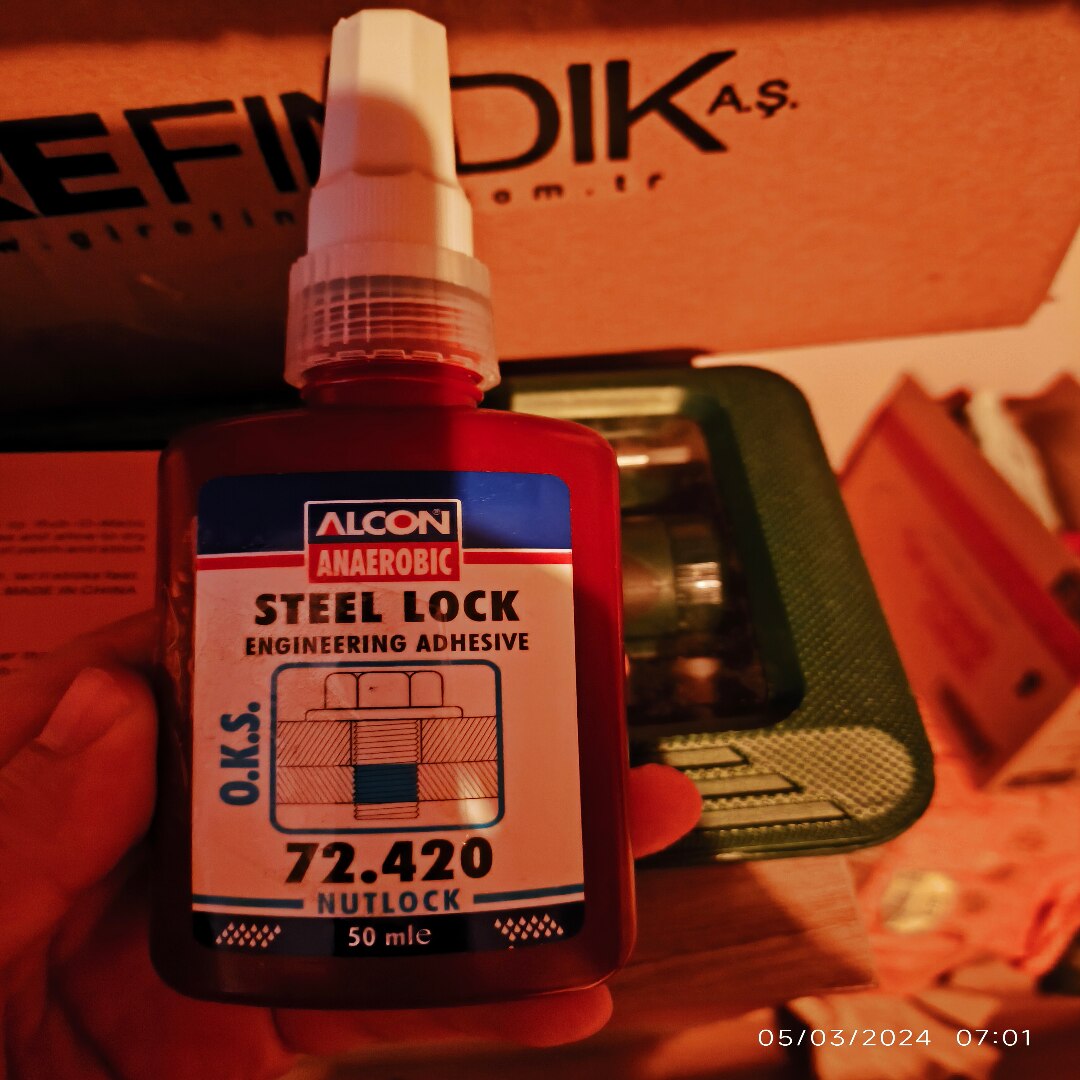 REFINDIK A.Ş.
ALCON®
ANAEROBIC
STEEL LOCK
ENGINEERING ADHESIVE
O.K.S.
72.420
NUTLOCK
50 mle
MADE IN CHINA
05/03/2024 07:01